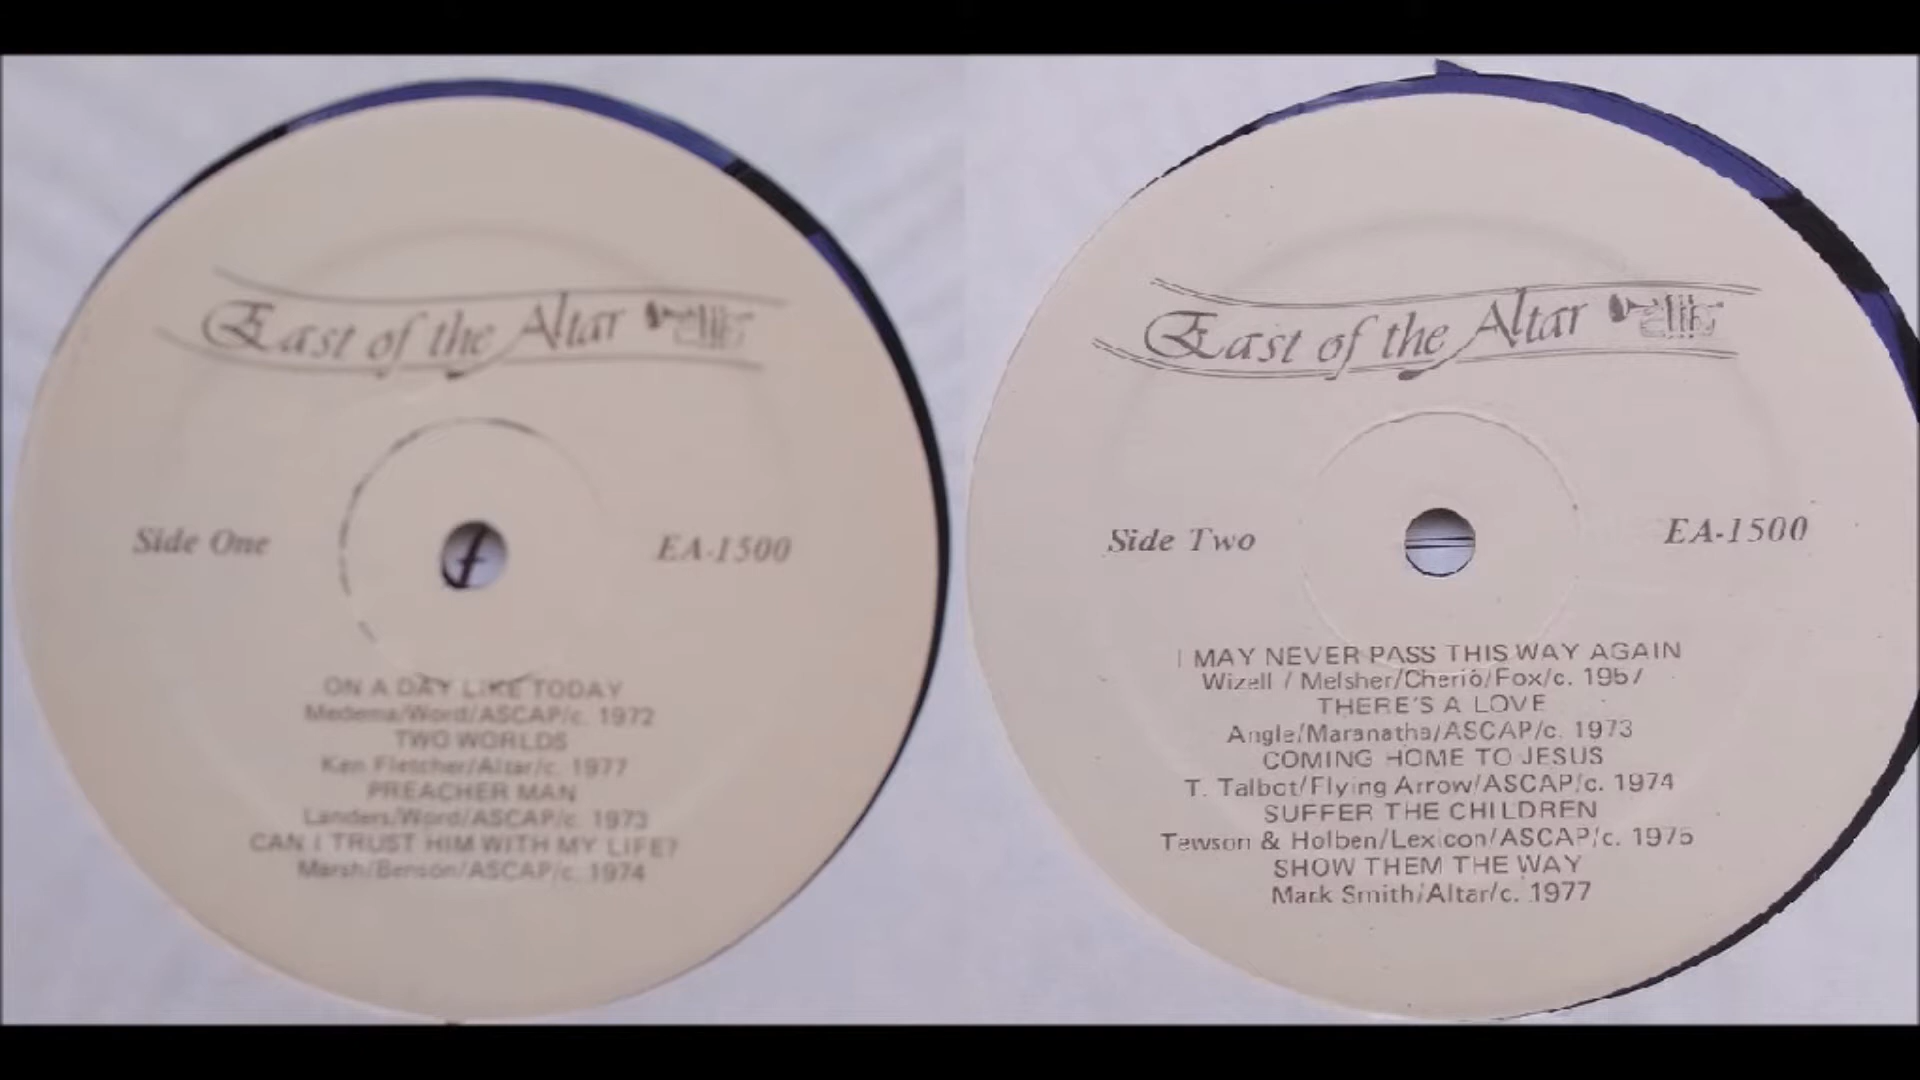 East of the Altar
Side One
EA-1500
ON A DAY LIKE TODAY
Medema/Word/ASCAP/c. 1972
TWO WORLDS
Ken Fletcher/Altar/c. 1977
PREACHER MAN
Landers/Word/ASCAP/c. 1973
CAN I TRUST HIM WITH MY LIFE?
Marsh/Benson/ASCAP/c. 1974
East of the Altar
Side Two
EA-1500
I MAY NEVER PASS THIS WAY AGAIN
Wizell / Melsher/Cherio/Fox/c. 1957
THERE'S A LOVE
Angle/Maranatha/ASCAP/c. 1973
COMING HOME TO JESUS
T. Talbot/Flying Arrow/ASCAP/c. 1974
SUFFER THE CHILDREN
Tewson & Holben/Lexicon/ASCAP/c. 1975
SHOW THEM THE WAY
Mark Smith/Altar/c. 1977